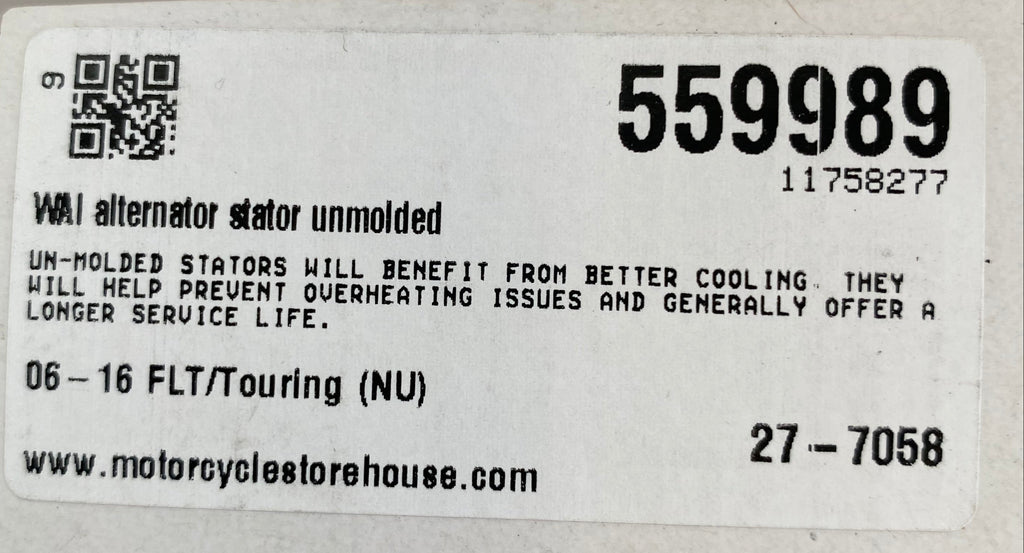 9
559989
11758277
WAI alternator stator unmolded
UN-MOLDED STATORS WILL BENEFIT FROM BETTER COOLING. THEY
WILL HELP PREVENT OVERHEATING ISSUES AND GENERALLY OFFER A
LONGER SERVICE LIFE.
06 - 16 FLT/Touring (NU)
27 - 7058
www.motorcyclestorehouse.com